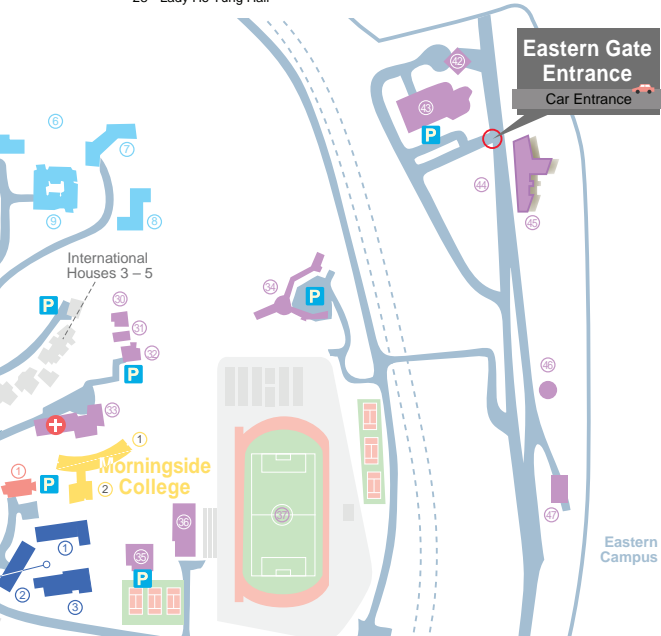 Eastern Gate
Entrance
Car Entrance
42
43
P
6
7
44
9
8
45
International
Houses 3 – 5
34
P
P
30
31
32
46
P
33
1
Morningside
College
1
P
2
47
36
37
1
35
Eastern
Campus
P
2
3